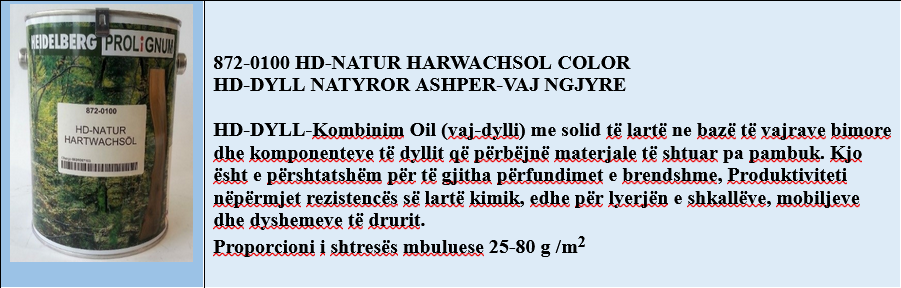 HEIDELBERG PROLiGNUM
872-0100
HD-NATUR
HARTWACHSÖL
872-0100 HD-NATUR HARWACHSOL COLOR
HD-DYLL NATYROR ASHPER-VAJ NGJYRE
HD-DYLL-Kombinim Oil (vaj-dylli) me solid të lartë ne bazë të vajrave bimore
dhe komponenteve të dyllit që përbëjnë materjale të shtuar pa pambuk. Kjo
ësht e përshtatshëm për të gjitha përfundimet e brendshme, Produktiviteti
nëpërmjet rezistencës së lartë kimik, edhe për lyerjën e shkallëve, mobiljeve
dhe dyshemeve të drurit.
Proporcioni i shtresës mbuluese 25-80 g /m²